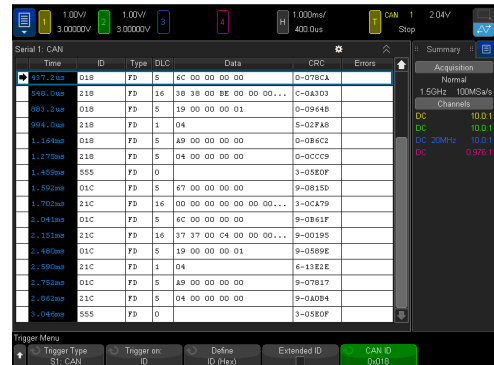 1 1.00V/ 3.00000V 2 1.00V/ 3.00000V 3 4 H 1.000ms/ 400.0us T CAN 1 Stop 2.04V
Serial 1: CAN
Time ID Type DLC Data CRC Errors
437.2us 018 FD 5 6C 00 00 00 00 0-078CA
548.0us 218 FD 16 38 38 00 BE 00 00 00... C-0A303
883.2us 018 FD 5 19 00 00 00 01 0-0964B
994.0us 218 FD 1 04 5-02FA8
1.164ms 018 FD 5 A9 00 00 00 00 0-0B6C2
1.275ms 218 FD 5 04 00 00 00 00 0-0CCC9
1.459ms 555 FD 0 3-05E0F
1.592ms 01C FD 5 67 00 00 00 00 9-0815D
1.702ms 21C FD 16 00 00 00 00 00 00 00... 3-0CA79
2.041ms 01C FD 5 6C 00 00 00 00 9-0B61F
2.151ms 21C FD 16 37 37 00 C4 00 00 00... 9-00195
2.480ms 01C FD 5 19 00 00 00 01 9-0589E
2.590ms 21C FD 1 04 6-13E2E
2.752ms 01C FD 5 A9 00 00 00 00 9-07817
2.862ms 21C FD 5 04 00 00 00 00 9-0A0B4
3.046ms 555 FD 0 3-05E0F
Summary
Acquisition
Normal
1.5GHz 100MSa/s
Channels
DC 10.0:1
DC 10.0:1
DC 20MHz 10.0:1
DC 0.976:1
Trigger Menu
Trigger Type Trigger on: Define Extended ID CAN ID
S1: CAN ID ID (Hex) 0x018